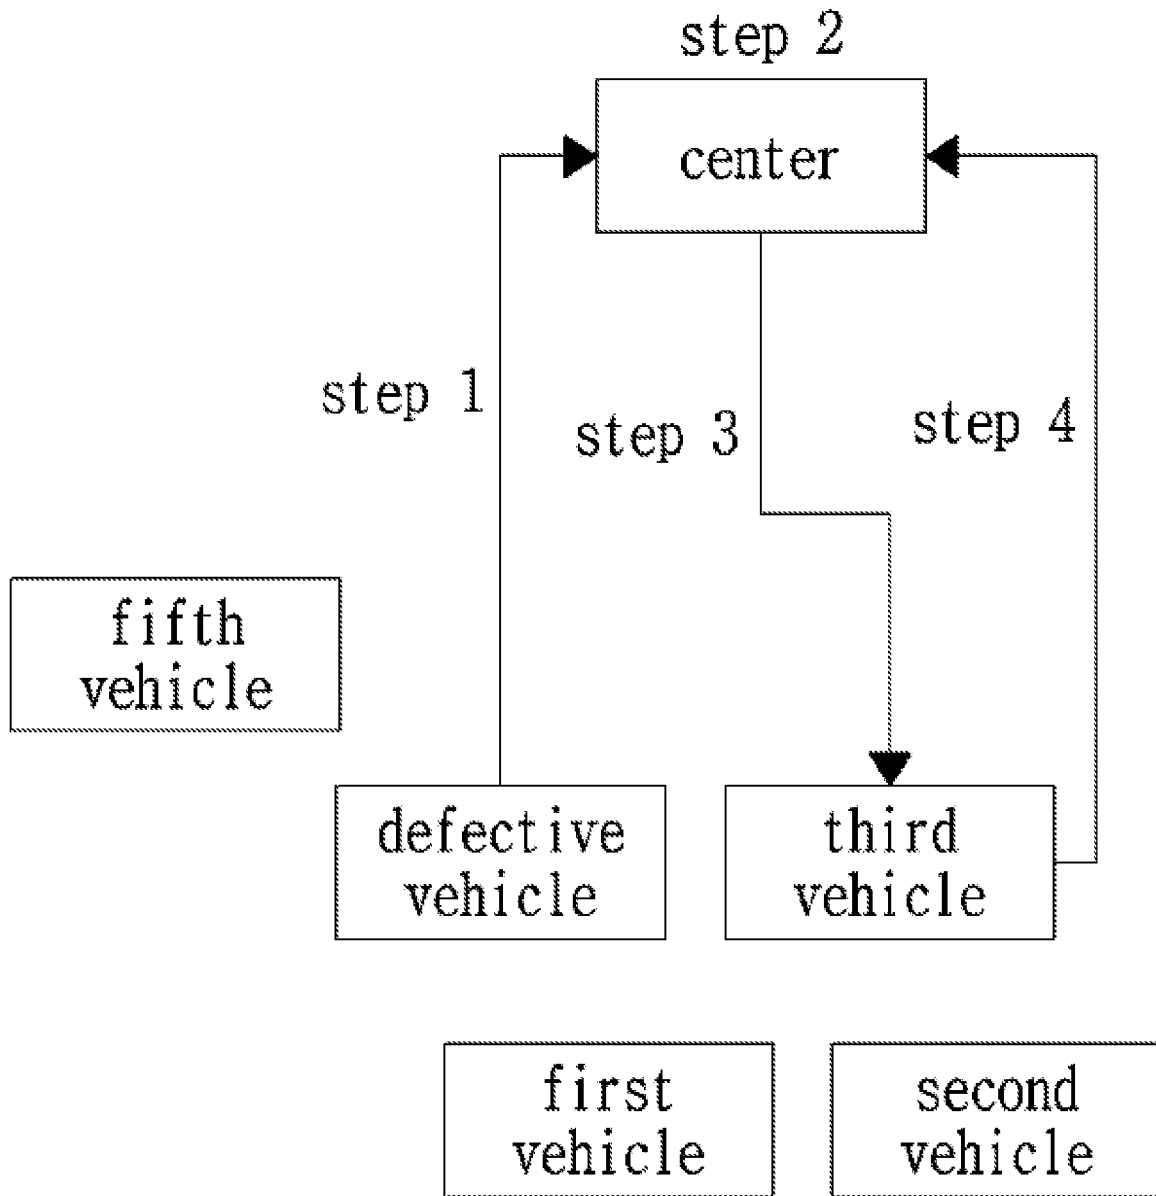 step 2
center
step 1
step 3
step 4
fifth
vehicle
defective
vehicle
third
vehicle
first
vehicle
second
vehicle